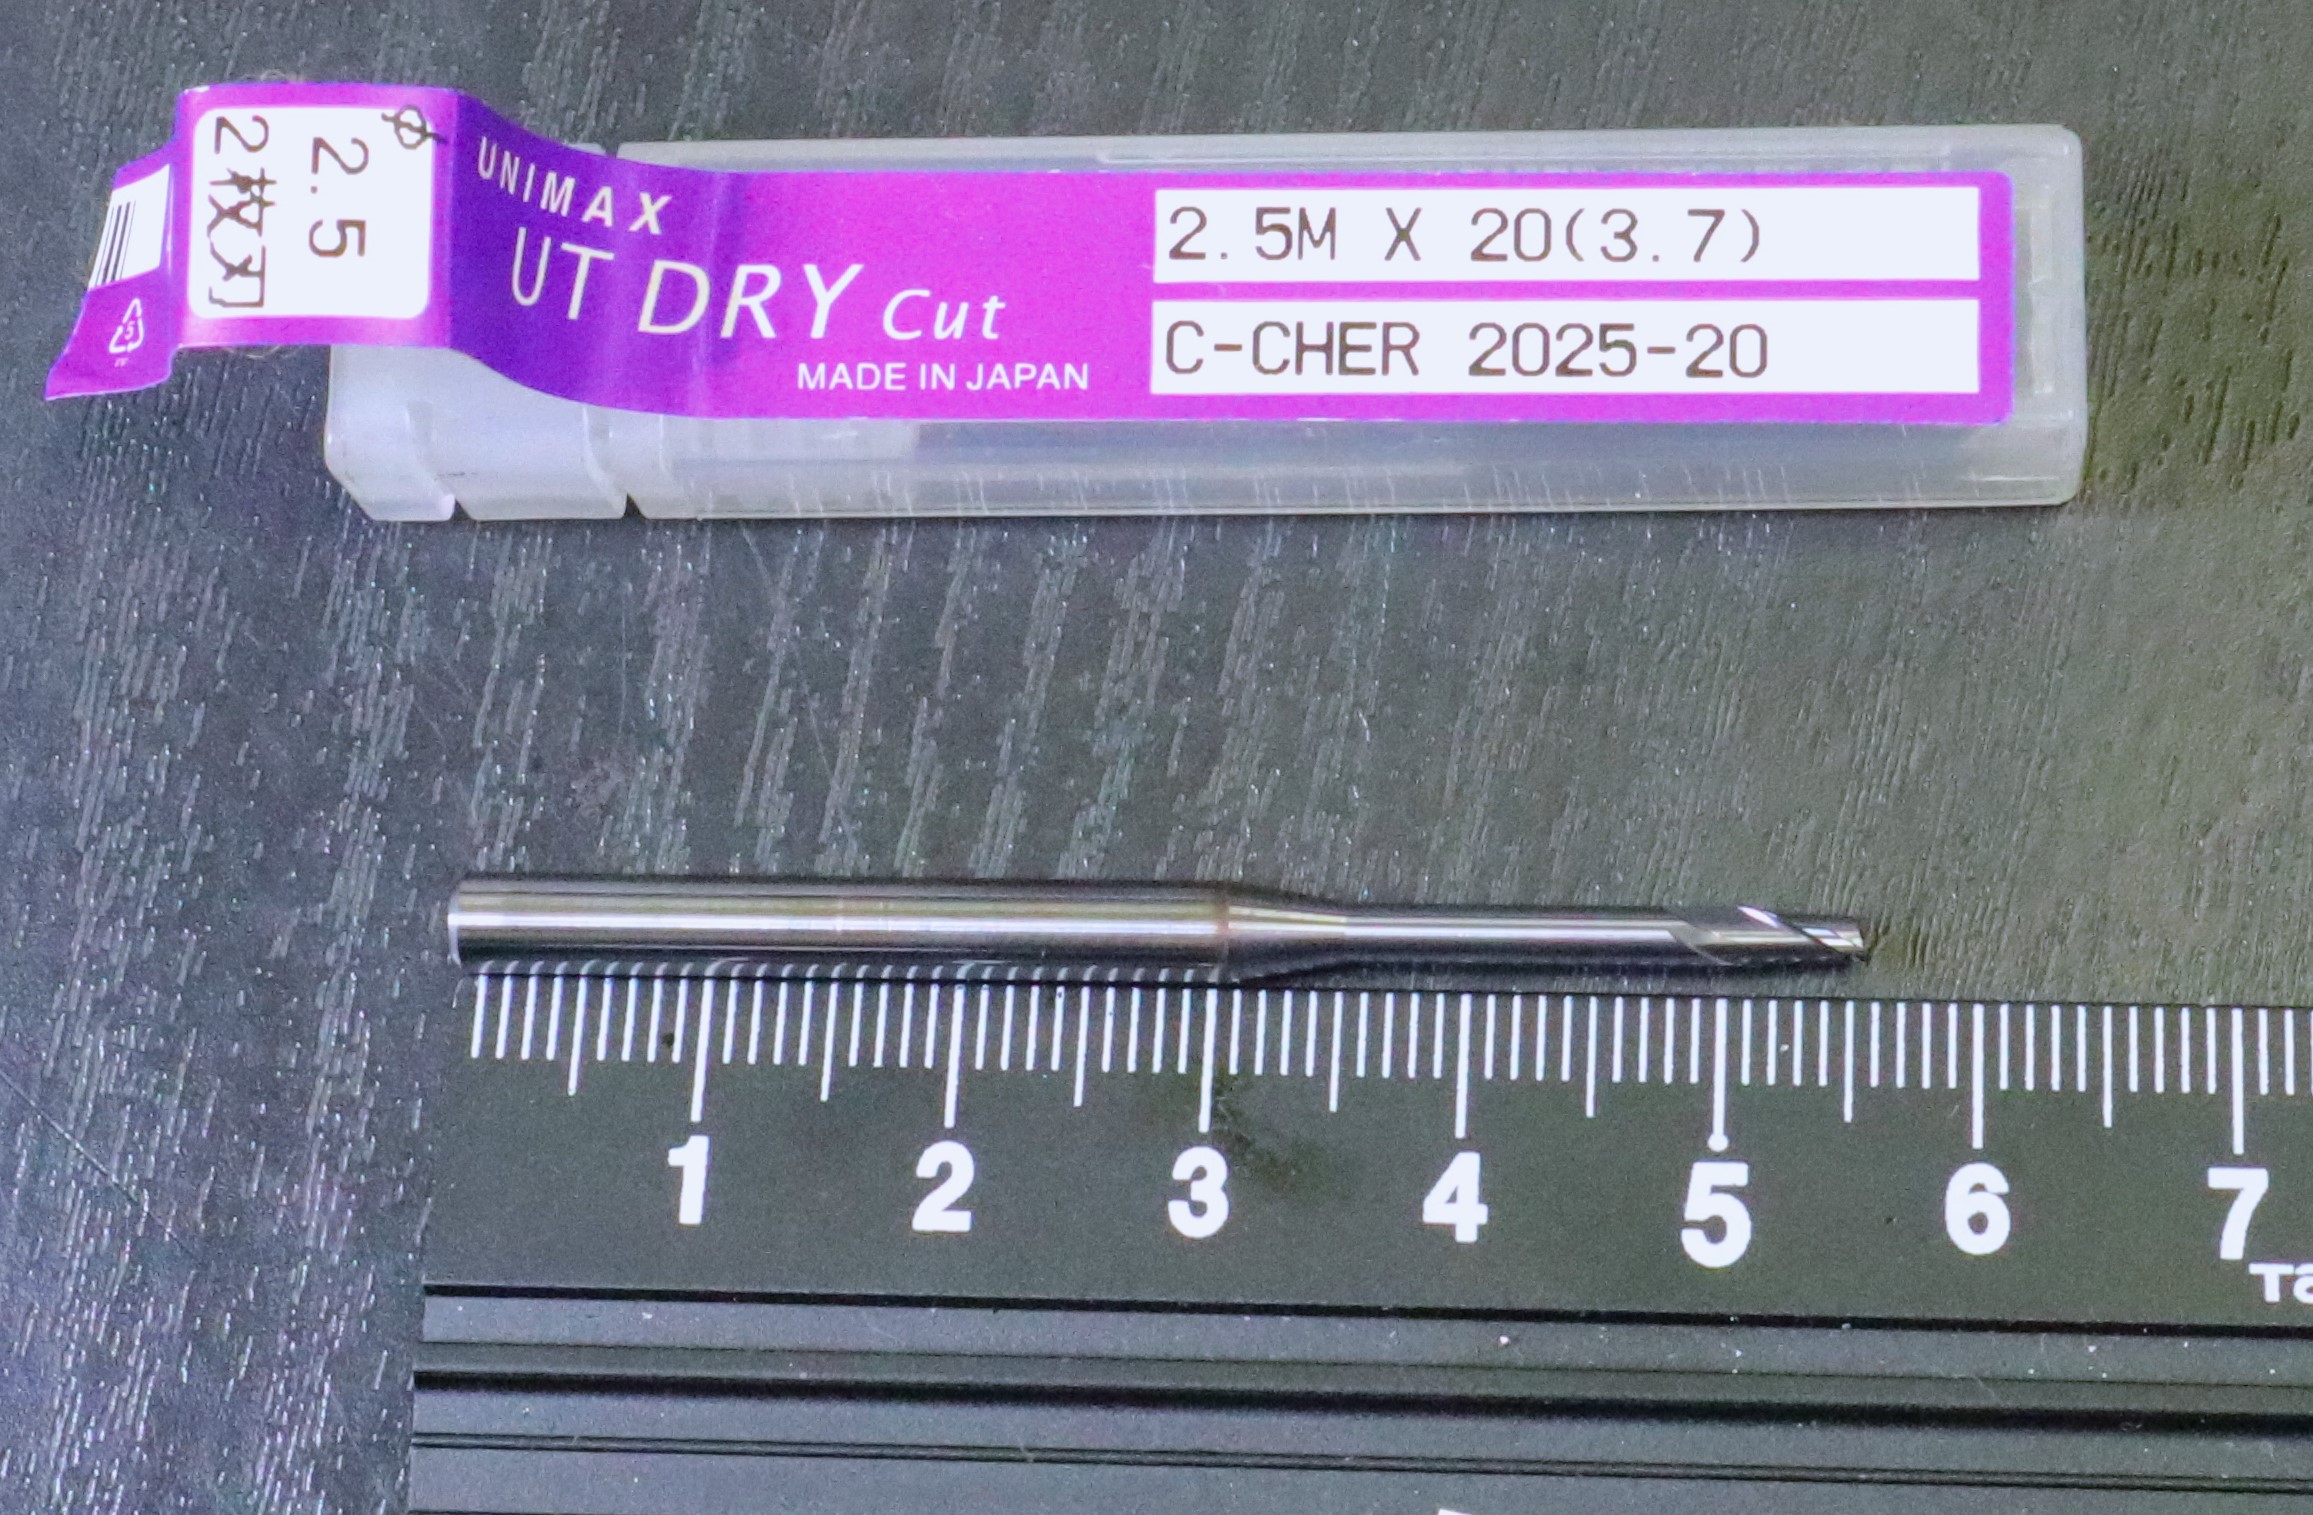 φ
2.5
2枚刃
5
UNIMAX
UT DRY Cut
MADE IN JAPAN
2.5M X 20(3.7)
C-CHER 2025-20
1 2 3 4 5 6 7